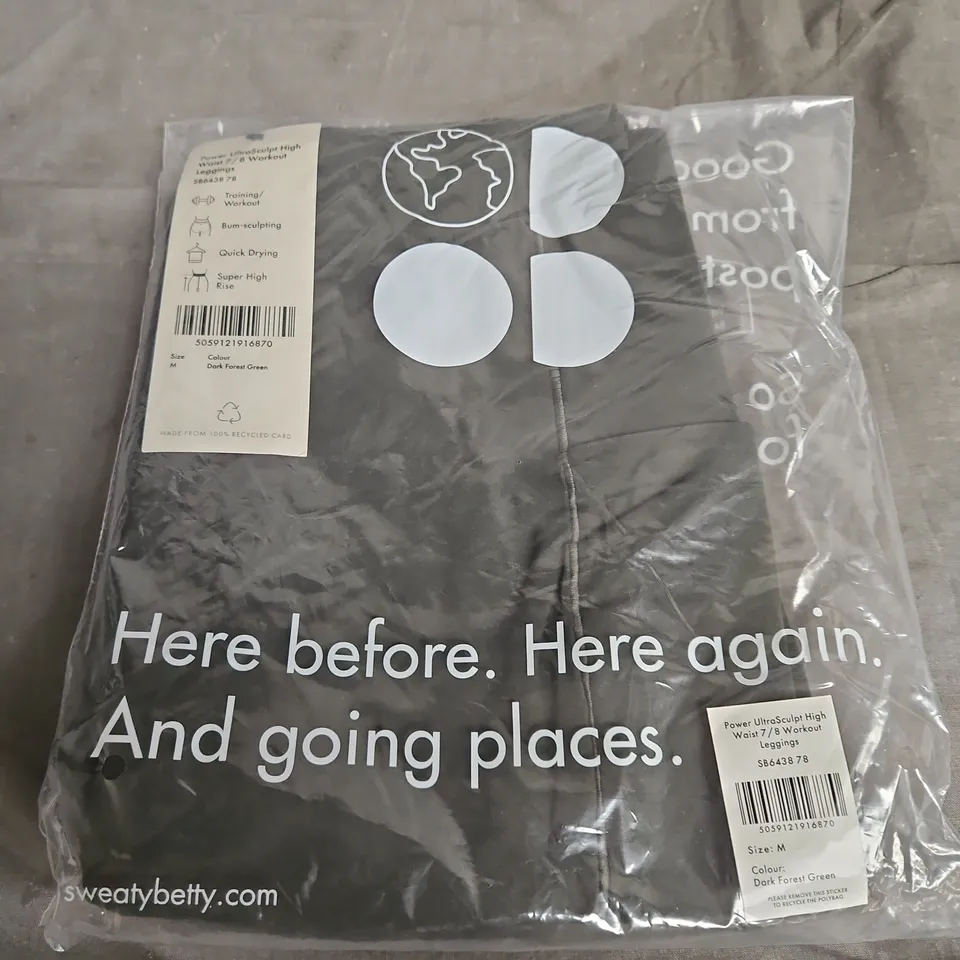 Power UltraSculpt High
Waist 7/8 Workout
Leggings
SB6438 78
Training/
Workout
Bum-sculpting
Quick Drying
Super High
Rise
5059121916870
Size Colour
M Dark Forest Green
MADE FROM 100% RECYCLED CARD
Good
from
post
Here before. Here again.
And going places.
sweatybetty.com
Power UltraSculpt High
Waist 7/8 Workout
Leggings
SB6438 78
5059121916870
Size: M
Colour:
Dark Forest Green
PLEASE REMOVE THIS STICKER
TO RECYCLE THE POLYBAG